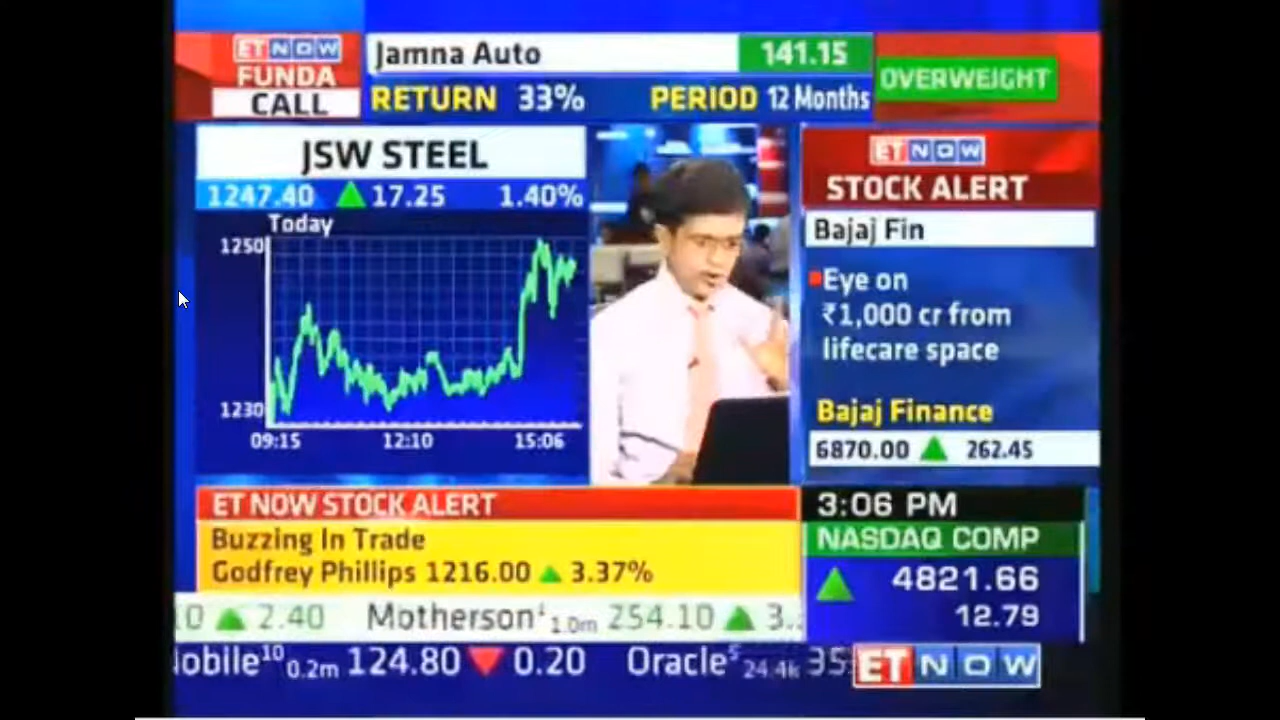 ET NOW
FUNDA
CALL
Jamna Auto 141.15
RETURN 33% PERIOD 12 Months
OVERWEIGHT
JSW STEEL
1247.40 17.25 1.40%
Today
1250
1230
09:15 12:10 15:06
ET NOW
STOCK ALERT
Bajaj Fin
Eye on
₹1,000 cr from
lifecare space
Bajaj Finance
6870.00 262.45
ET NOW STOCK ALERT
Buzzing In Trade
Godfrey Phillips 1216.00 3.37%
3:06 PM
NASDAQ COMP
4821.66
12.79
2.40 Motherson 1.0m 254.10
0.2m 124.80 0.20 Oracle⁵ 24.4k
ET NOW